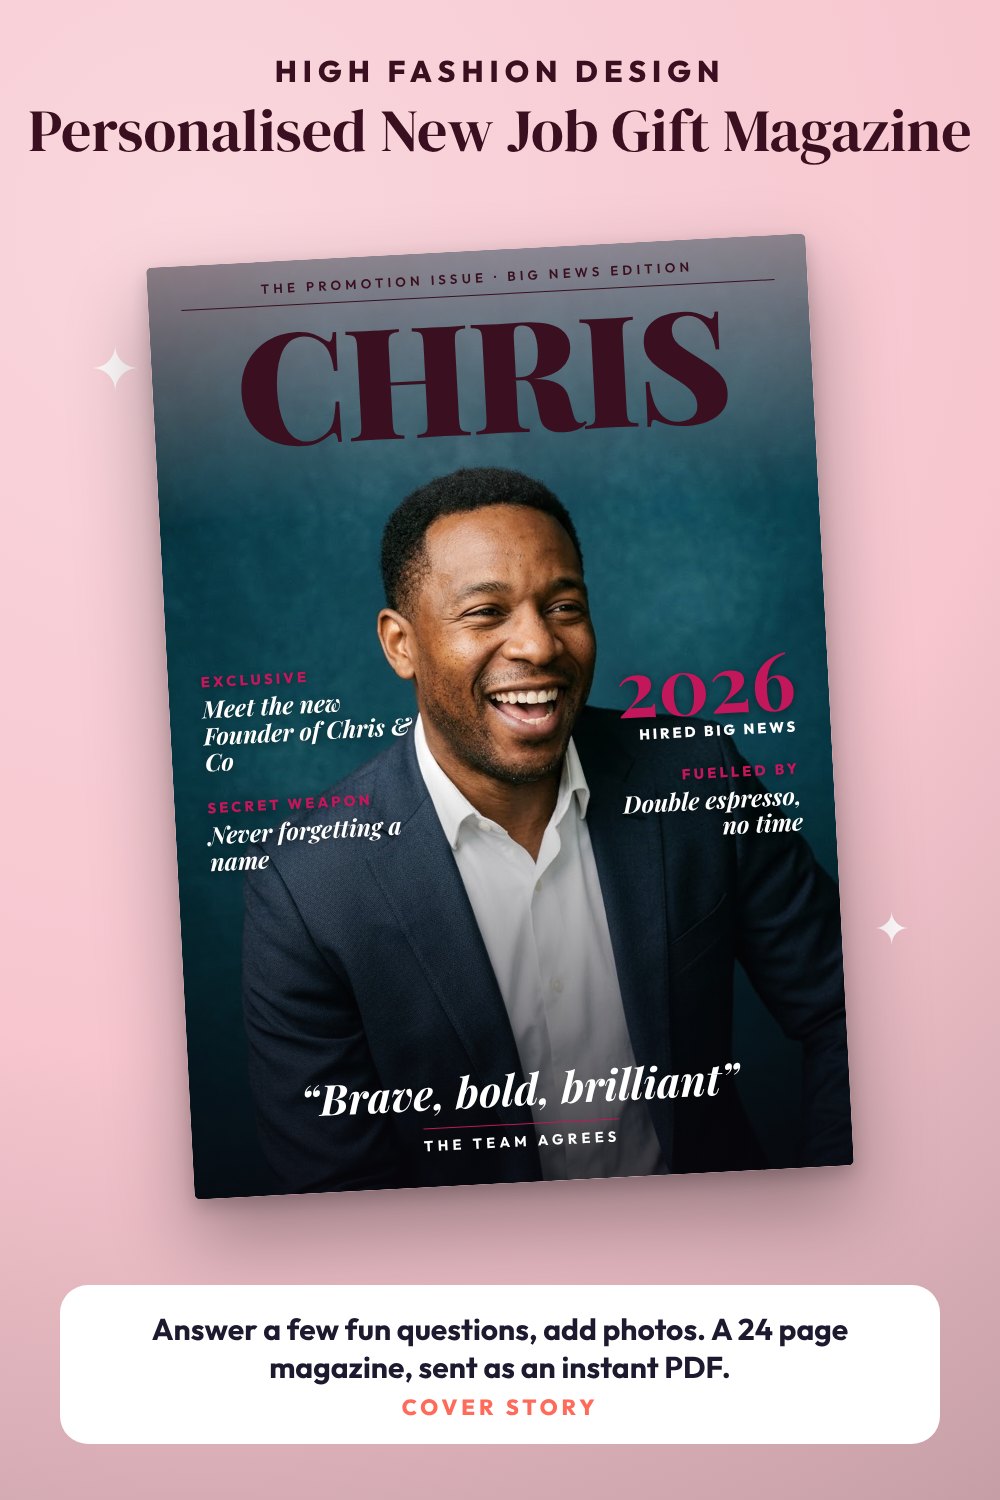 HIGH FASHION DESIGN
Personalised New Job Gift Magazine
THE PROMOTION ISSUE · BIG NEWS EDITION
CHRIS
EXCLUSIVE
Meet the new
Founder of Chris &
Co
SECRET WEAPON
Never forgetting a
name
2026
HIRED BIG NEWS
FUELLED BY
Double espresso,
no time
“Brave, bold, brilliant”
THE TEAM AGREES
Answer a few fun questions, add photos. A 24 page
magazine, sent as an instant PDF.
COVER STORY